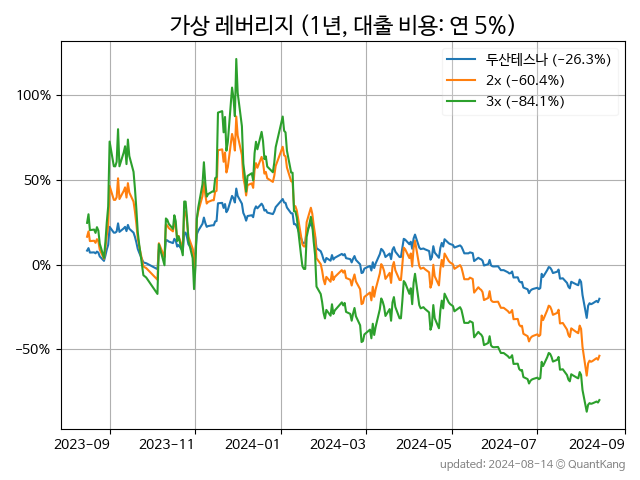 가상 레버리지 (1년, 대출 비용: 연 5%)
두산테스나 (−26.3%)
2x (−60.4%)
3x (−84.1%)
100%
50%
0%
−50%
2023−09 2023−11 2024−01 2024−03 2024−05 2024−07 2024−09
updated: 2024−08−14 © QuantKang